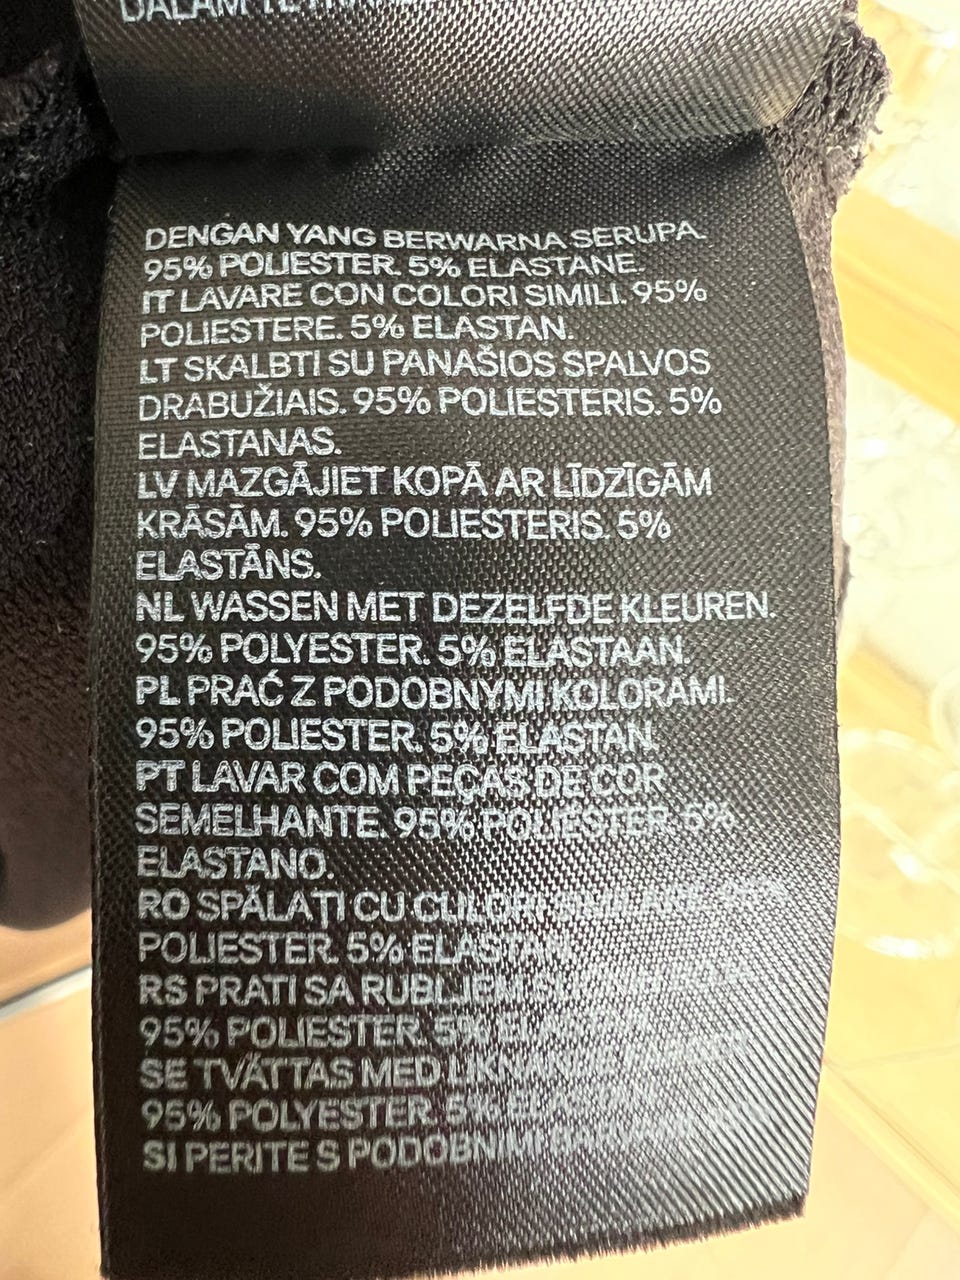 DALAM
DENGAN YANG BERWARNA SERUPA.
95% POLIESTER. 5% ELASTANE.
IT LAVARE CON COLORI SIMILI. 95%
POLIESTERE. 5% ELASTAN.
LT SKALBTI SU PANAŠIOS SPALVOS
DRABUŽIAIS. 95% POLIESTERIS. 5%
ELASTANAS.
LV MAZGĀJIET KOPĀ AR LĪDZĪGĀM
KRĀSĀM. 95% POLIESTERIS. 5%
ELASTĀNS.
NL WASSEN MET DEZELFDE KLEUREN.
95% POLYESTER. 5% ELASTAAN.
PL PRAĆ Z PODOBNYMI KOLORAMI.
95% POLIESTER. 5% ELASTAN.
PT LAVAR COM PEÇAS DE COR
SEMELHANTE. 95% POLIESTER. 5%
ELASTANO.
RO SPĂLAȚI CU CULORI
POLIESTER. 5% ELASTAN.
RS PRATI SA RUBLJEM
95% POLIESTER. 5%
SE TVÄTTAS MED LIKNANDE
95% POLYESTER. 5%
SI PERITE S PODOBNIMI